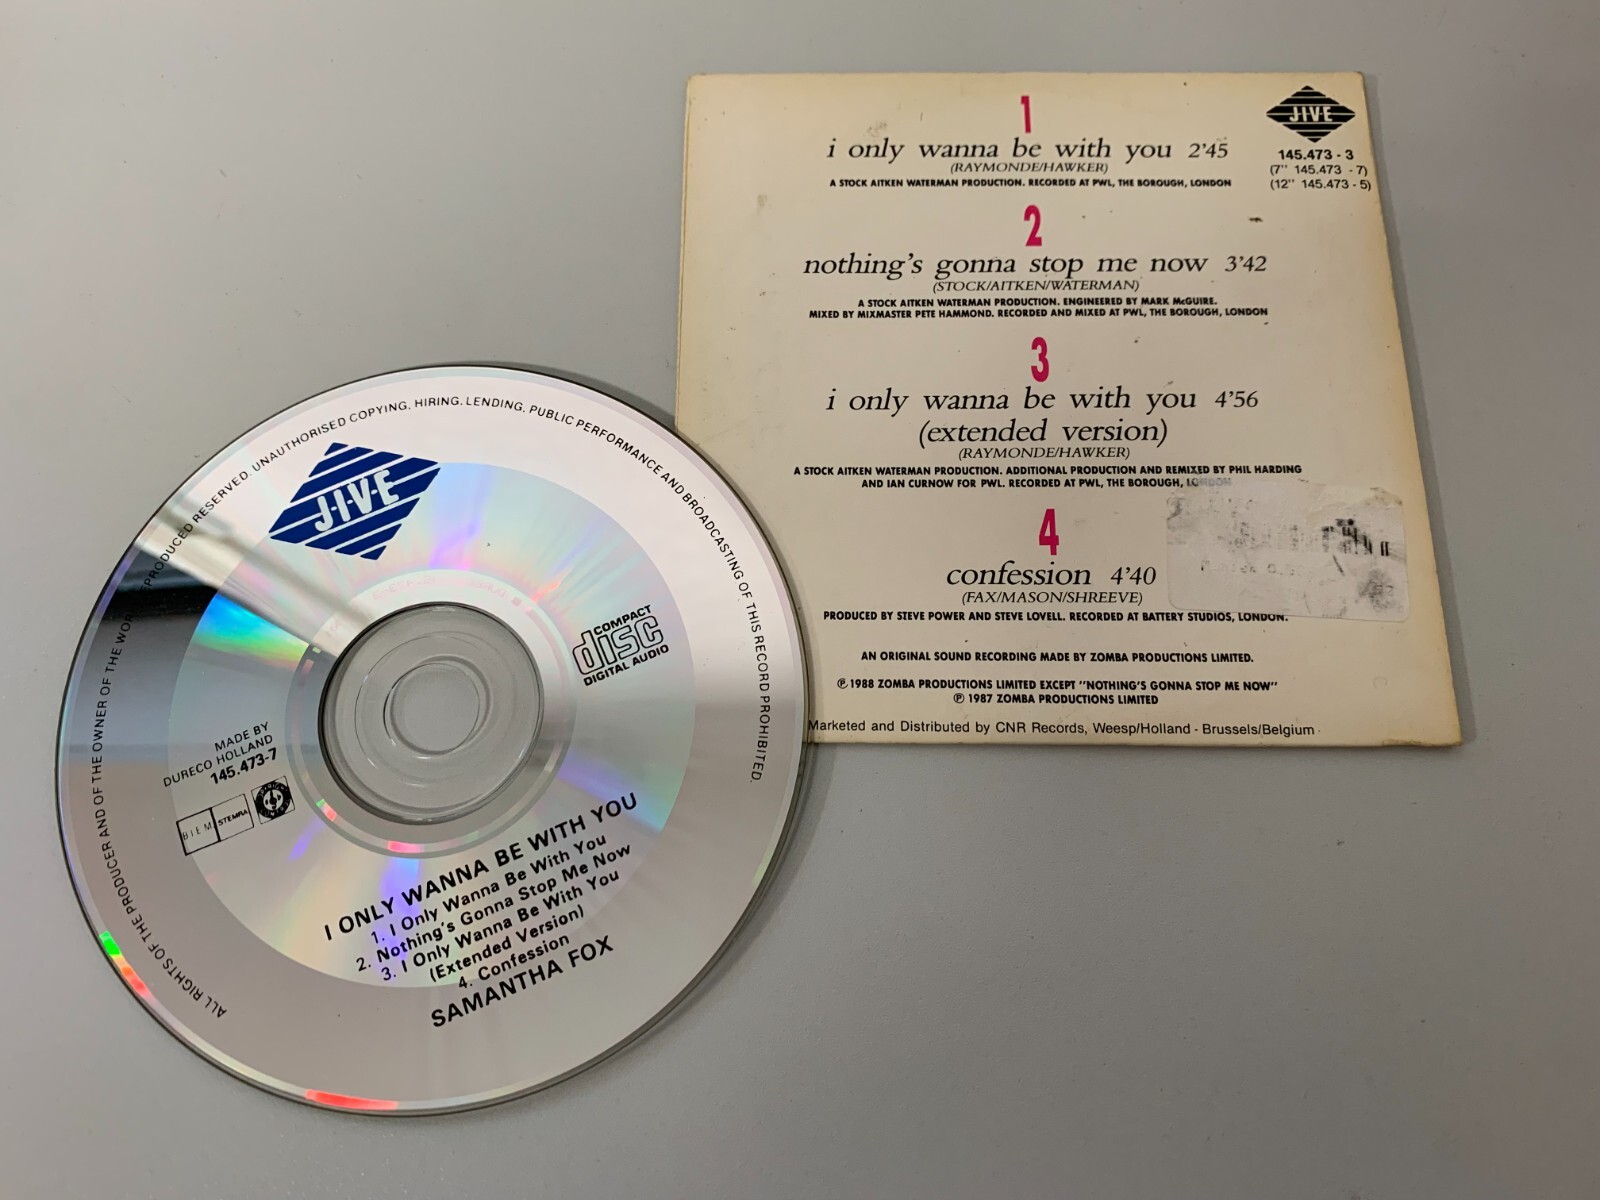 1
i only wanna be with you 2'45
(RAYMONDE/HAWKER)
A STOCK AITKEN WATERMAN PRODUCTION. RECORDED AT PWL, THE BOROUGH, LONDON
JIVE
145.473 - 3
(7" 145.473 - 7)
(12" 145.473 - 5)
2
nothing's gonna stop me now 3'42
(STOCK/AITKEN/WATERMAN)
A STOCK AITKEN WATERMAN PRODUCTION. ENGINEERED BY MARK McGUIRE.
MIXED BY MIXMASTER PETE HAMMOND. RECORDED AND MIXED AT PWL, THE BOROUGH, LONDON
3
i only wanna be with you 4'56
(extended version)
(RAYMONDE/HAWKER)
A STOCK AITKEN WATERMAN PRODUCTION. ADDITIONAL PRODUCTION AND REMIXED BY PHIL HARDING
AND IAN CURNOW FOR PWL. RECORDED AT PWL, THE BOROUGH, LONDON
4
confession 4'40
(FAX/MASON/SHREEVE)
PRODUCED BY STEVE POWER AND STEVE LOVELL. RECORDED AT BATTERY STUDIOS, LONDON.
AN ORIGINAL SOUND RECORDING MADE BY ZOMBA PRODUCTIONS LIMITED.
℗ 1988 ZOMBA PRODUCTIONS LIMITED EXCEPT "NOTHING'S GONNA STOP ME NOW"
℗ 1987 ZOMBA PRODUCTIONS LIMITED
Marketed and Distributed by CNR Records, Weesp/Holland - Brussels/Belgium
ALL RIGHTS OF THE PRODUCER AND OF THE OWNER OF THE WORK REPRODUCED RESERVED. UNAUTHORISED COPYING, HIRING, LENDING, PUBLIC PERFORMANCE AND BROADCASTING OF THIS RECORD PROHIBITED.
J·I·V·E
COMPACT
disc
DIGITAL AUDIO
MADE BY
DURECO HOLLAND
145.473-7
BIEM
STEMRA
I ONLY WANNA BE WITH YOU
1. I Only Wanna Be With You
2. Nothing's Gonna Stop Me Now
3. I Only Wanna Be With You
(Extended Version)
4. Confession
SAMANTHA FOX